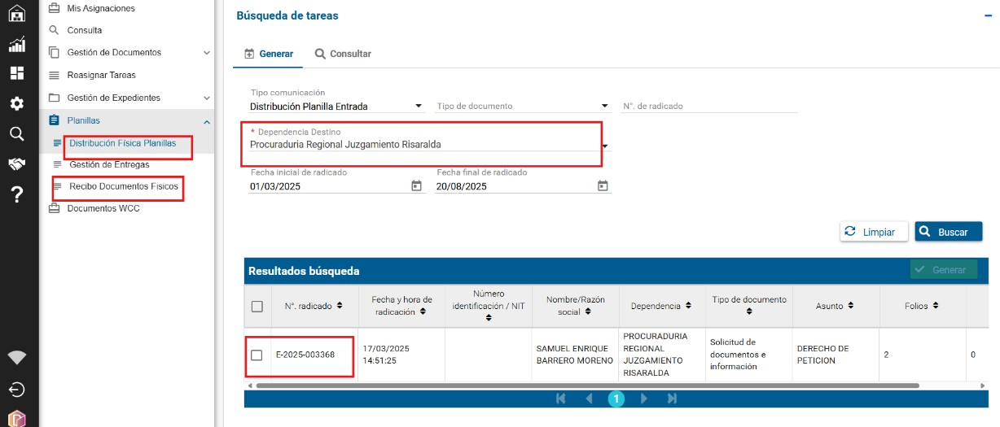 Mis Asignaciones
Consulta
Gestión de Documentos
Reasignar Tareas
Gestión de Expedientes
Planillas
Distribución Física Planillas
Gestión de Entregas
Recibo Documentos Fisicos
Documentos WCC
Búsqueda de tareas
Generar
Consultar
Tipo comunicación
Distribución Planilla Entrada
Tipo de documento
N°. de radicado
* Dependencia Destino
Procuraduria Regional Juzgamiento Risaralda
Fecha inicial de radicado
01/03/2025
Fecha final de radicado
20/08/2025
Limpiar
Buscar
Resultados búsqueda
Generar
N°. radicado
Fecha y hora de
radicación
Número
identificación / NIT
Nombre/Razón
social
Dependencia
Tipo de documento
Asunto
Folios
E-2025-003368
17/03/2025
14:51:25
SAMUEL ENRIQUE
BARRERO MORENO
PROCURADURIA
REGIONAL
JUZGAMIENTO
RISARALDA
Solicitud de
documentos e
información
DERECHO DE
PETICION
2
0
1